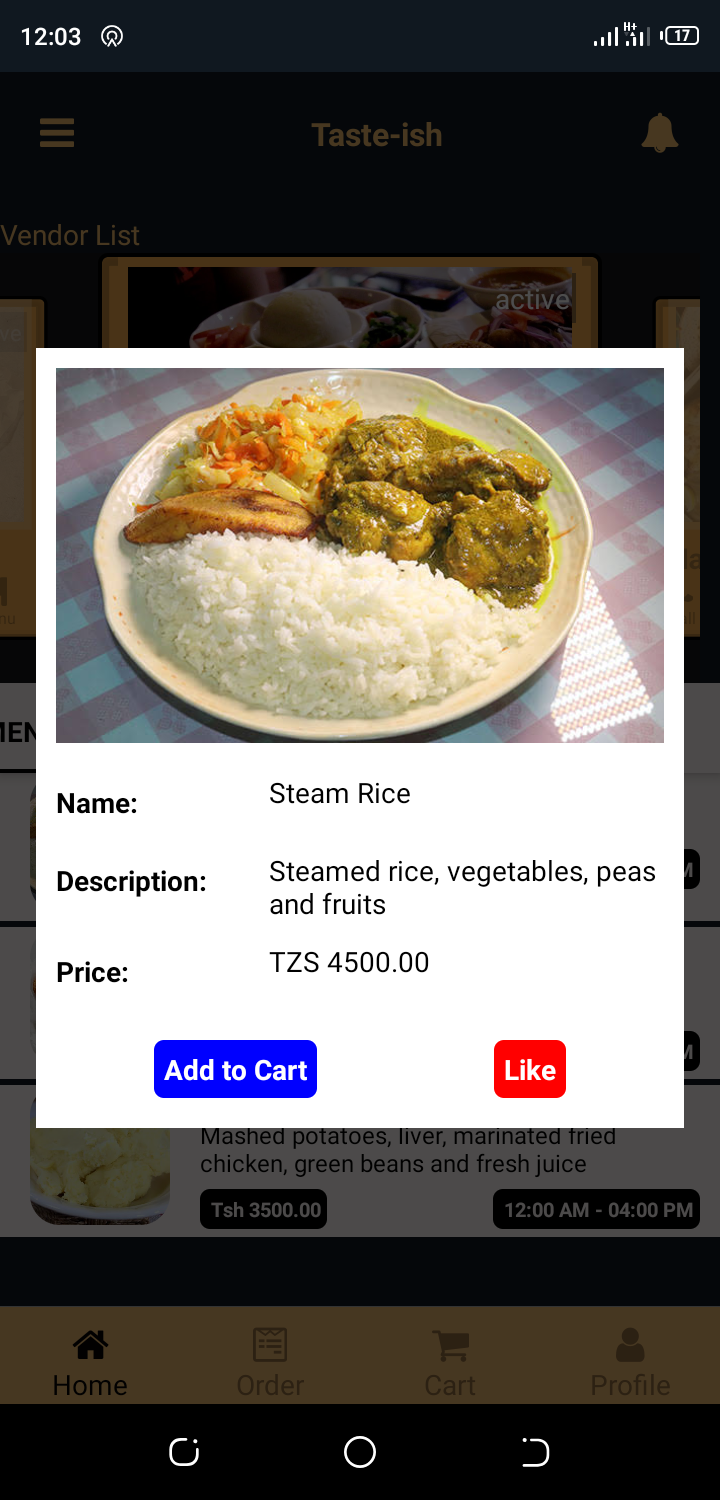 12:03
H+
17
Taste-ish
Vendor List
active
Name:
Steam Rice
Description:
Steamed rice, vegetables, peas
and fruits
Price:
TZS 4500.00
Add to Cart
Like
Mashed potatoes, liver, marinated fried
chicken, green beans and fresh juice
Tsh 3500.00
12:00 AM - 04:00 PM
Home
Order
Cart
Profile